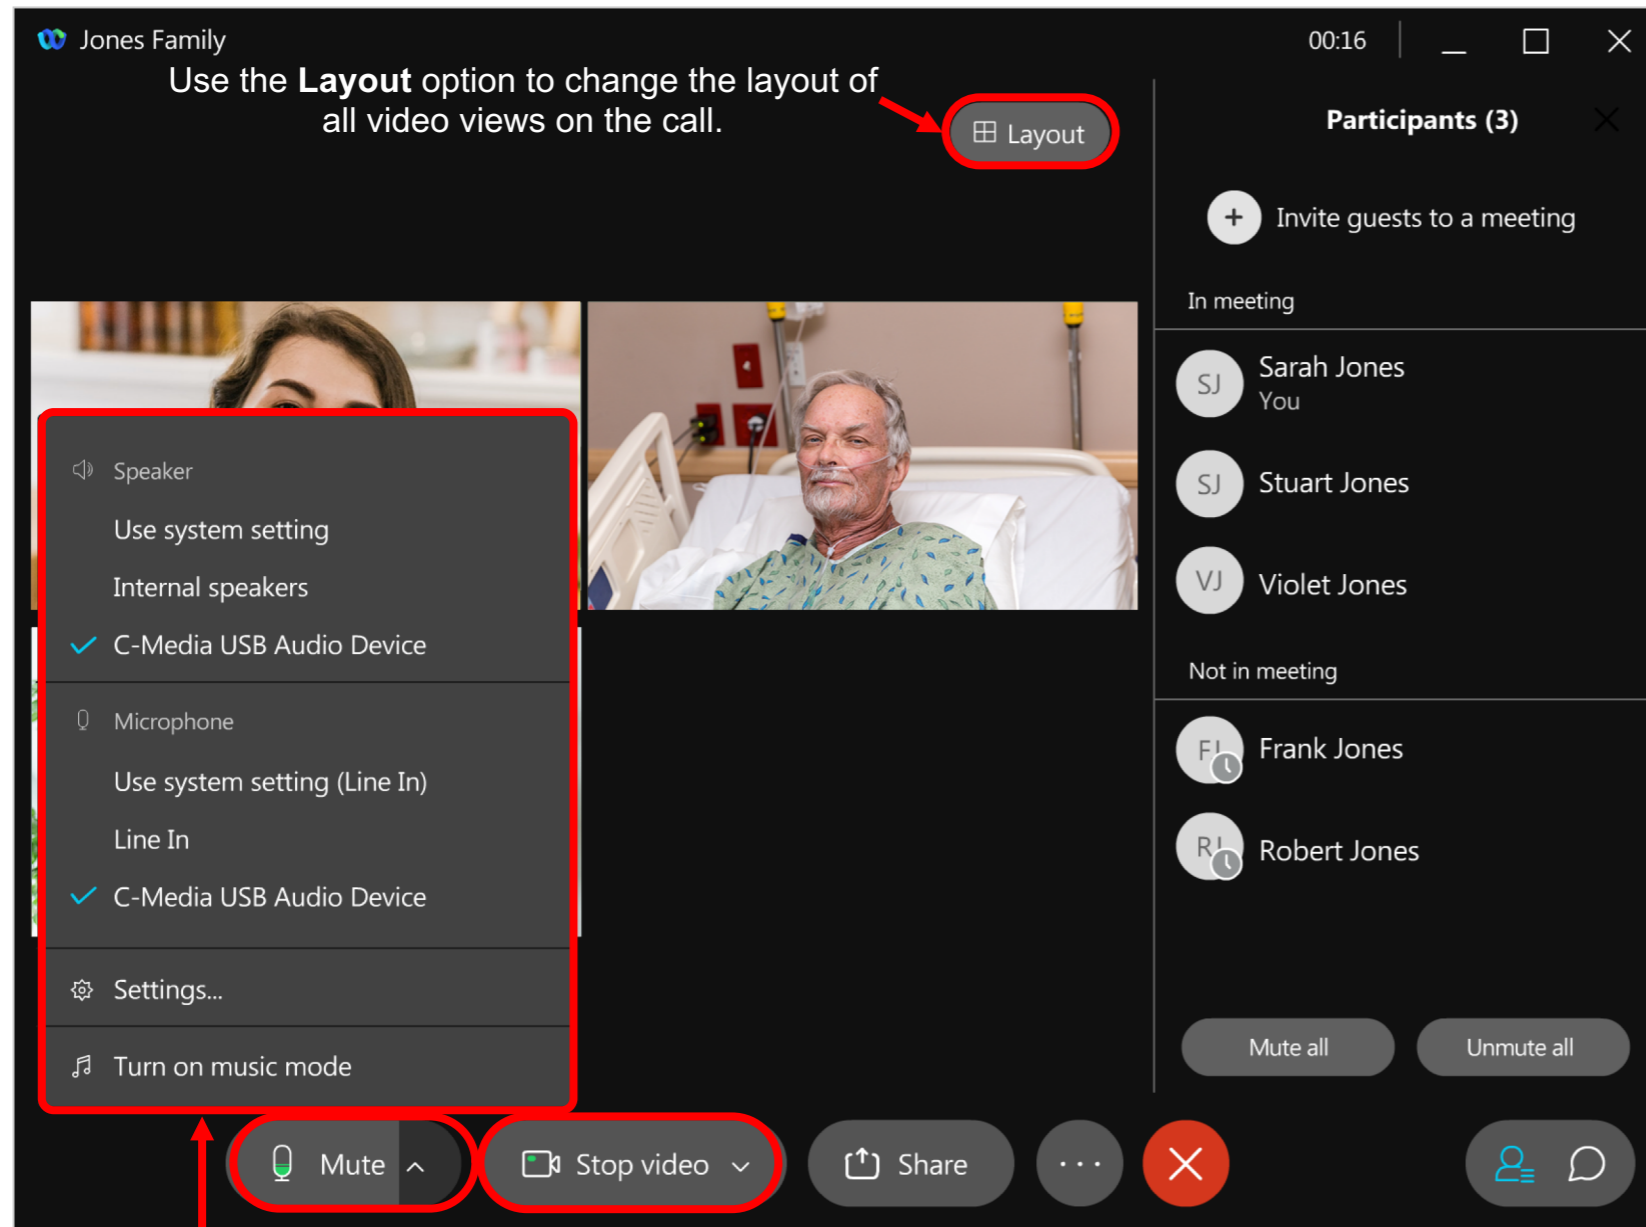 Jones Family
00:16
Use the Layout option to change the layout of
all video views on the call.
Layout
Participants (3)
Invite guests to a meeting
In meeting
SJ
Sarah Jones
You
SJ
Stuart Jones
VJ
Violet Jones
Not in meeting
FJ
Frank Jones
RJ
Robert Jones
Mute all
Unmute all
Speaker
Use system setting
Internal speakers
C-Media USB Audio Device
Microphone
Use system setting (Line In)
Line In
C-Media USB Audio Device
Settings...
Turn on music mode
Mute
Stop video
Share